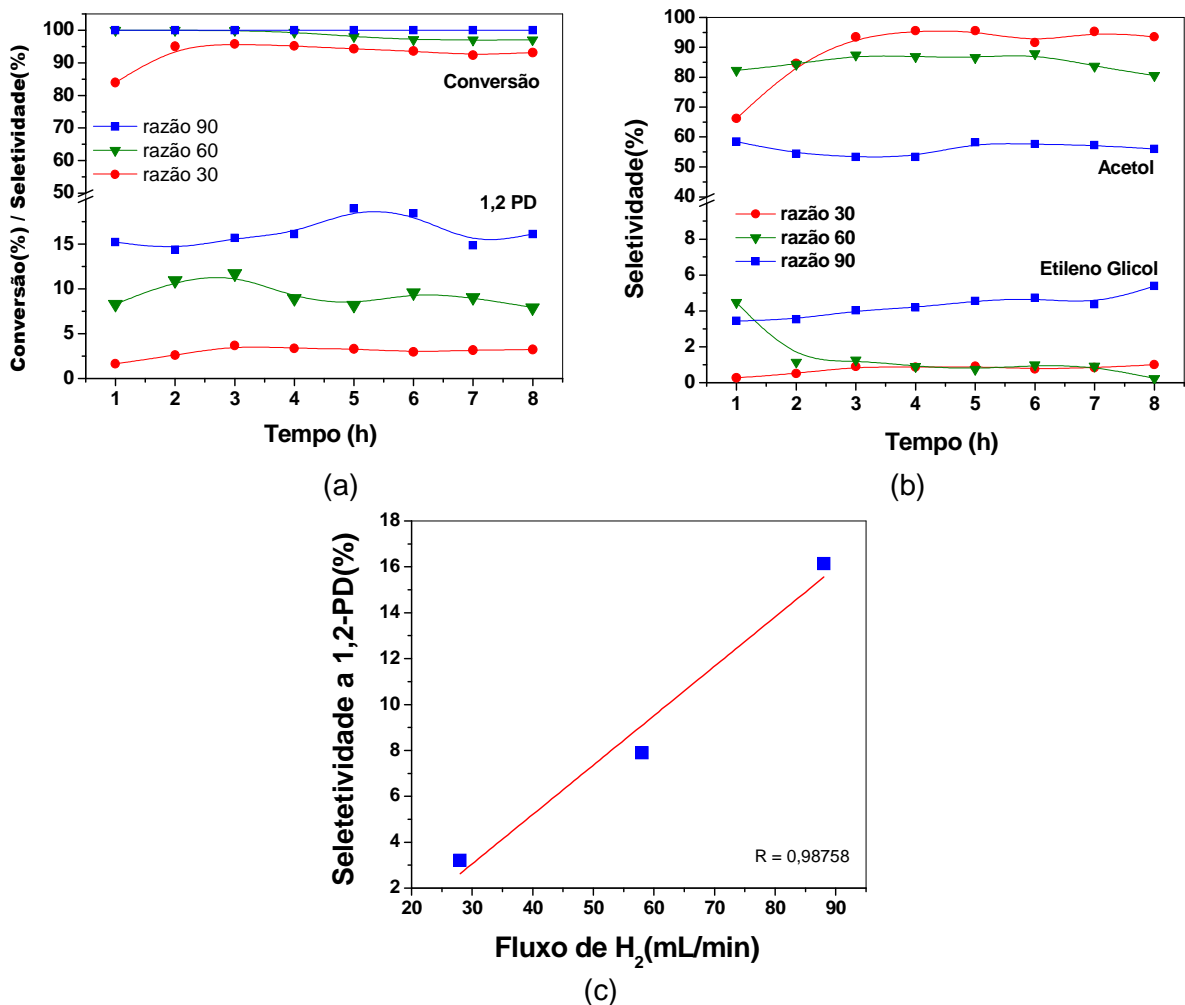 Conversão(%) / Seletividade(%)
100
90
80
70
60
50
15
10
5
0
Conversão
razão 90
razão 60
razão 30
1,2 PD
1 2 3 4 5 6 7 8
Tempo (h)
(a)
Seletividade(%)
100
90
80
70
60
50
40
8
6
4
2
0
Acetol
razão 30
razão 60
razão 90
Etileno Glicol
1 2 3 4 5 6 7 8
Tempo (h)
(b)
Seletetividade a 1,2-PD(%)
18
16
14
12
10
8
6
4
2
R = 0,98758
20 30 40 50 60 70 80 90
Fluxo de H2(mL/min)
(c)